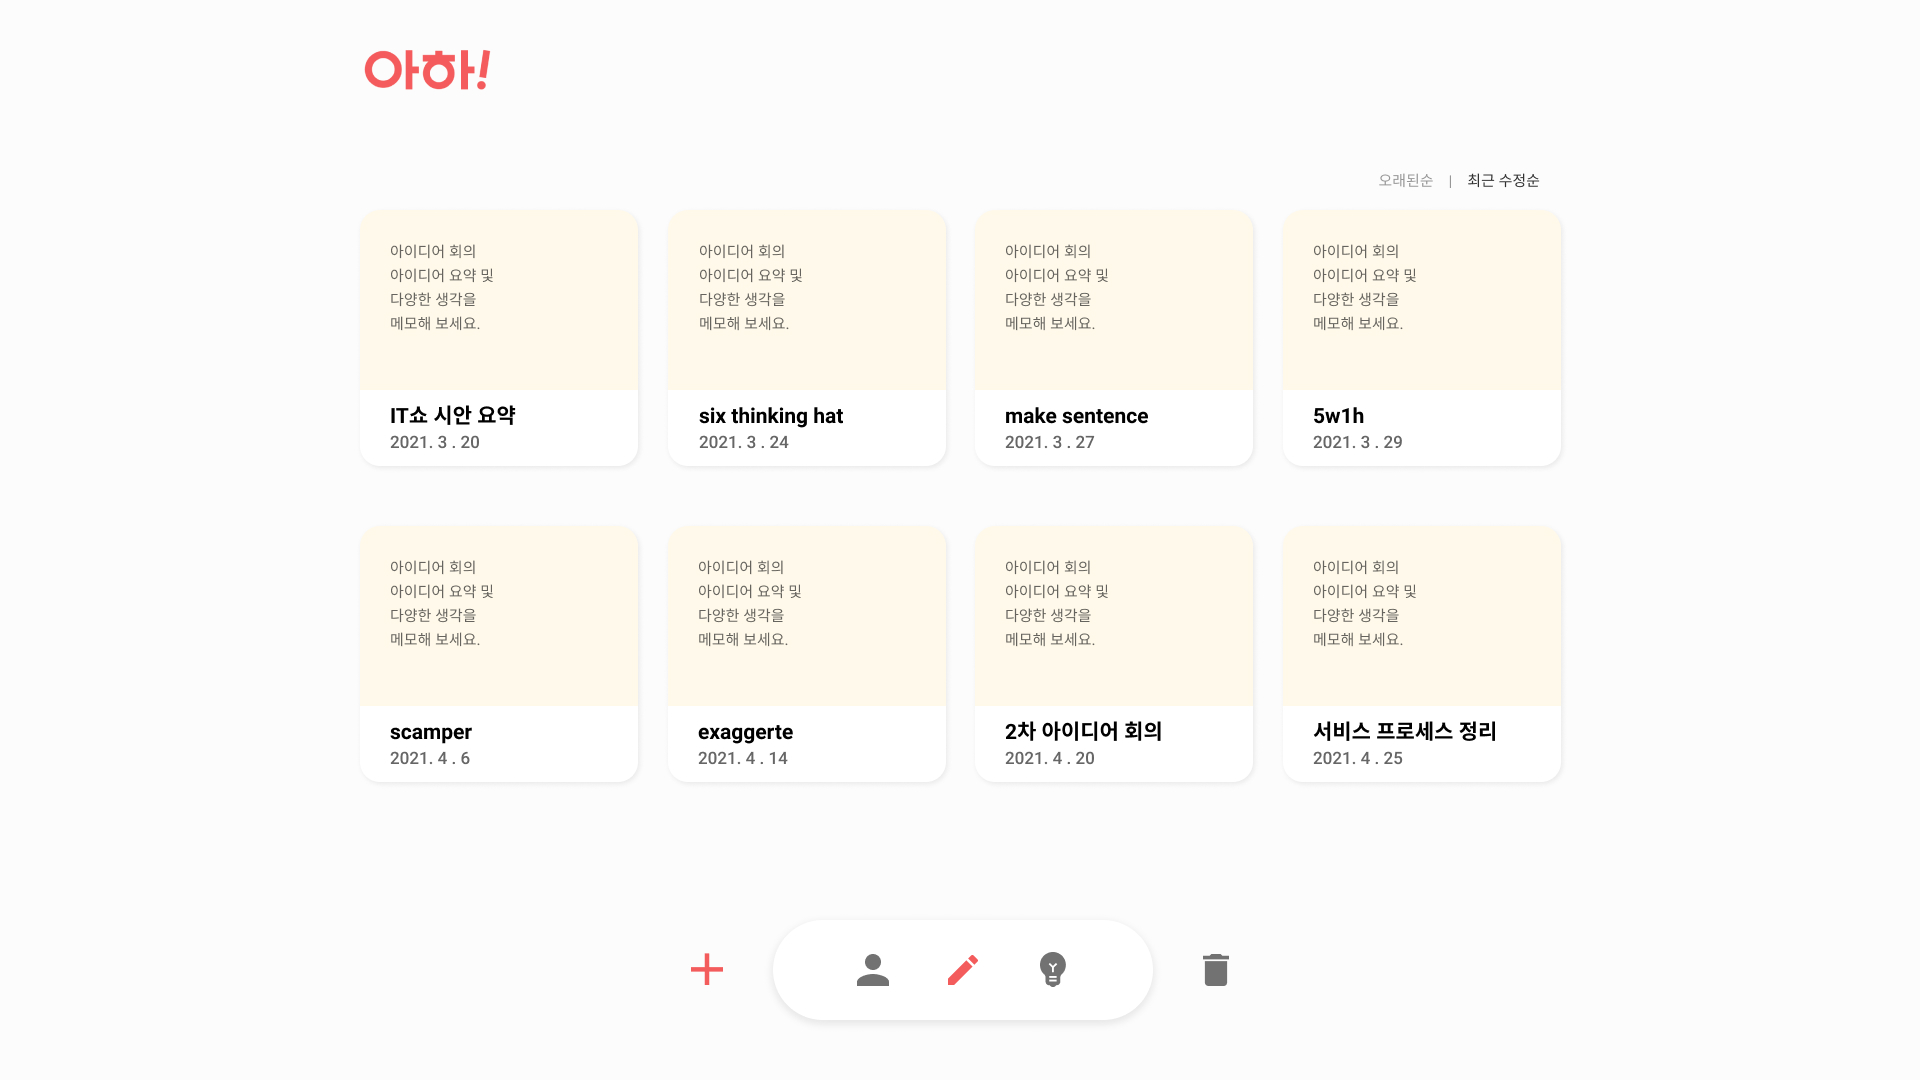 아하!
오래된순 | 최근 수정순
아이디어 회의
아이디어 요약 및
다양한 생각을
메모해 보세요.
IT쇼 시안 요약
2021. 3 . 20
아이디어 회의
아이디어 요약 및
다양한 생각을
메모해 보세요.
six thinking hat
2021. 3 . 24
아이디어 회의
아이디어 요약 및
다양한 생각을
메모해 보세요.
make sentence
2021. 3 . 27
아이디어 회의
아이디어 요약 및
다양한 생각을
메모해 보세요.
5w1h
2021. 3 . 29
아이디어 회의
아이디어 요약 및
다양한 생각을
메모해 보세요.
scamper
2021. 4 . 6
아이디어 회의
아이디어 요약 및
다양한 생각을
메모해 보세요.
exaggerte
2021. 4 . 14
아이디어 회의
아이디어 요약 및
다양한 생각을
메모해 보세요.
2차 아이디어 회의
2021. 4 . 20
아이디어 회의
아이디어 요약 및
다양한 생각을
메모해 보세요.
서비스 프로세스 정리
2021. 4 . 25